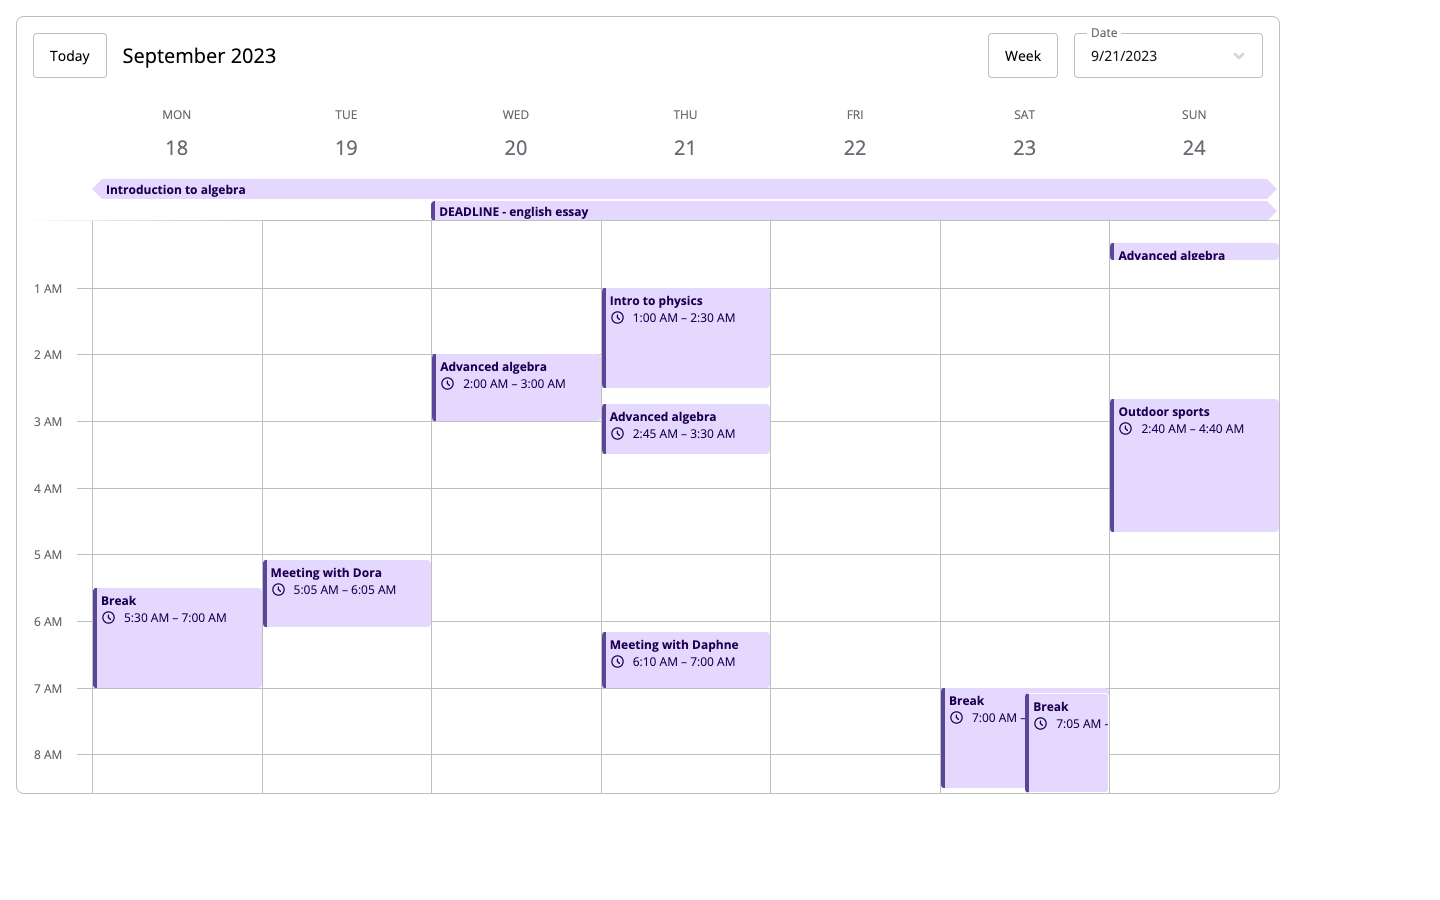 Today
September 2023
Week
Date
9/21/2023
MON
TUE
WED
THU
FRI
SAT
SUN
18
19
20
21
22
23
24
Introduction to algebra
DEADLINE - english essay
Advanced algebra
1 AM
Intro to physics
1:00 AM – 2:30 AM
2 AM
Advanced algebra
2:00 AM – 3:00 AM
Advanced algebra
2:45 AM – 3:30 AM
Outdoor sports
2:40 AM – 4:40 AM
3 AM
4 AM
5 AM
Meeting with Dora
5:05 AM – 6:05 AM
Break
5:30 AM – 7:00 AM
6 AM
Meeting with Daphne
6:10 AM – 7:00 AM
7 AM
Break
7:00 AM –
Break
7:05 AM -
8 AM